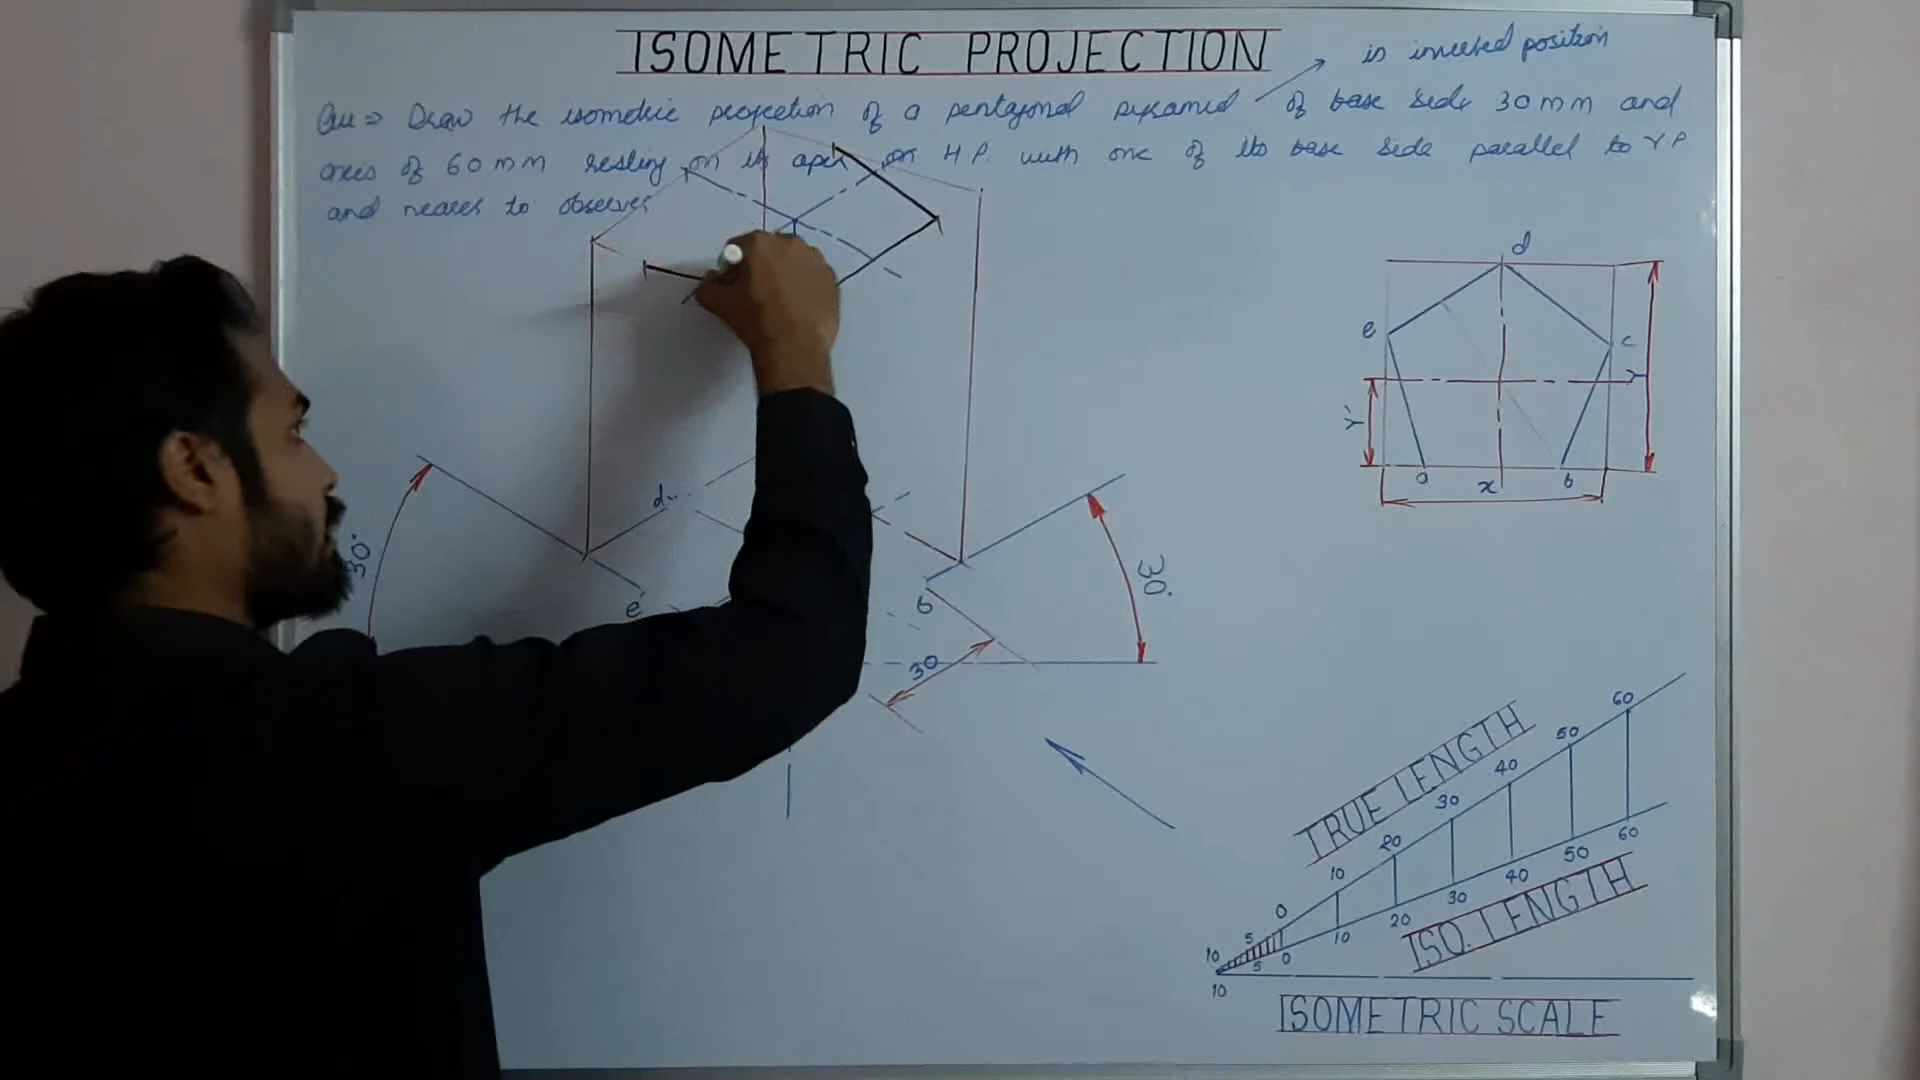 ISOMETRIC PROJECTION
is inverted position
Qu ⇒ Draw the isometric projection of a pentagonal pyramid of base side 30 mm and
axis of 60 mm resting on its apex on H.P. with one of its base side parallel to V.P
and nearer to observer
d
e
c
Y
Y'
a
x
b
d
30°
30°
e
b
30
TRUE LENGTH
60
50
40
30
20
10
0
5
10
10
5
0
10
20
30
40
50
60
ISO. LENGTH
ISOMETRIC SCALE